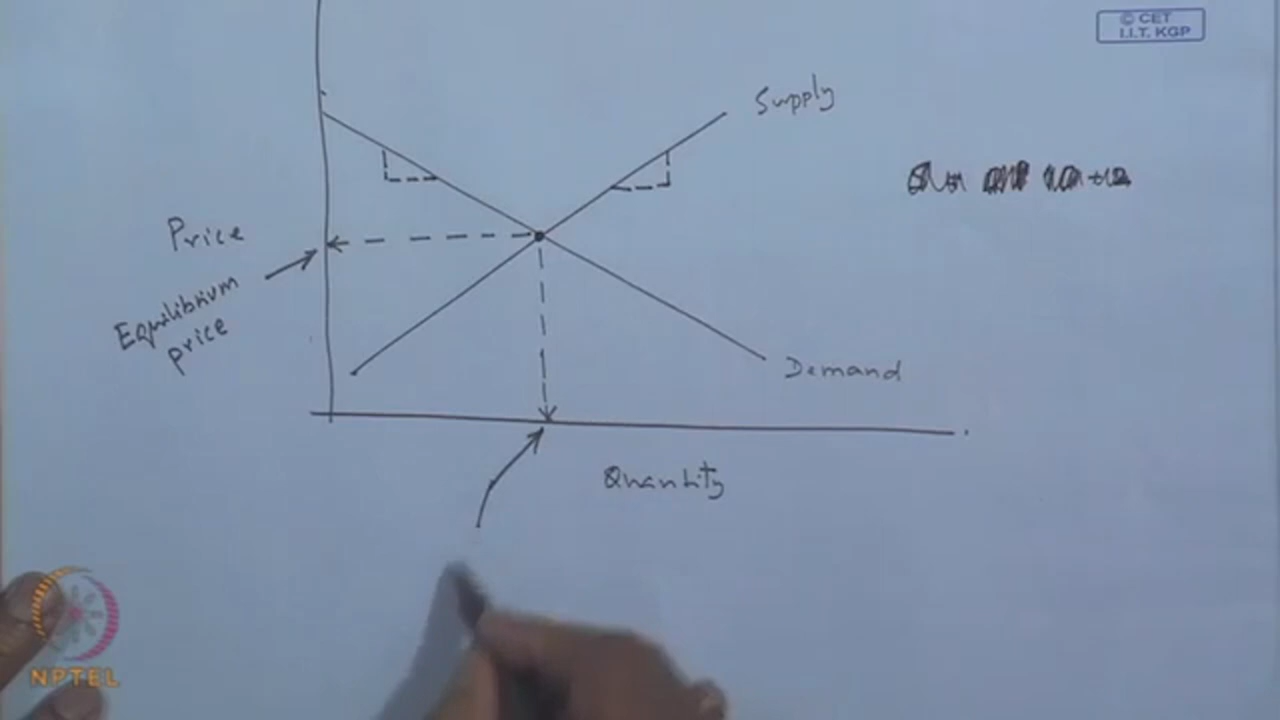 © CET
I.I.T. KGP
Supply
Price
Equilibrium
price
Demand
Quantity
NPTEL